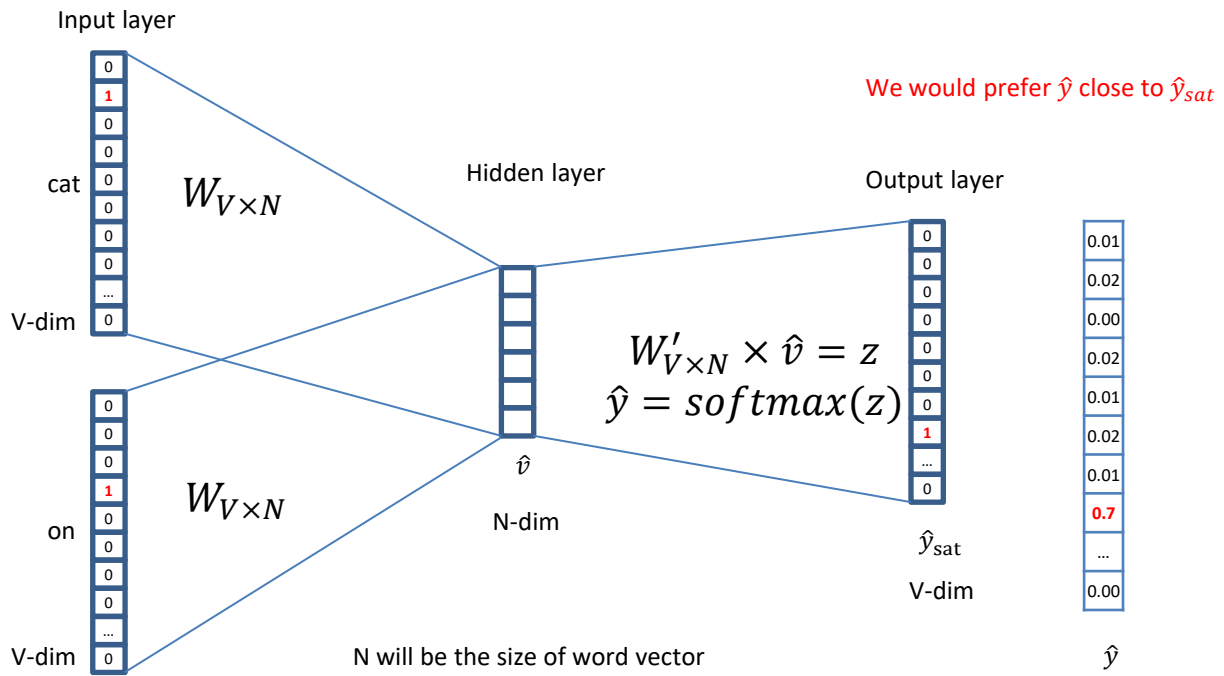 Input layer
0
1
0
0
0
0
0
0
...
0
cat
V-dim
W_{V×N}
0
0
0
1
0
0
0
0
...
0
on
V-dim
W_{V×N}
Hidden layer
v̂
N-dim
N will be the size of word vector
W'_{V×N} × v̂ = z
ŷ = softmax(z)
Output layer
0
0
0
0
0
0
0
1
...
0
ŷ_sat
V-dim
We would prefer ŷ close to ŷ_sat
0.01
0.02
0.00
0.02
0.01
0.02
0.01
0.7
...
0.00
ŷ